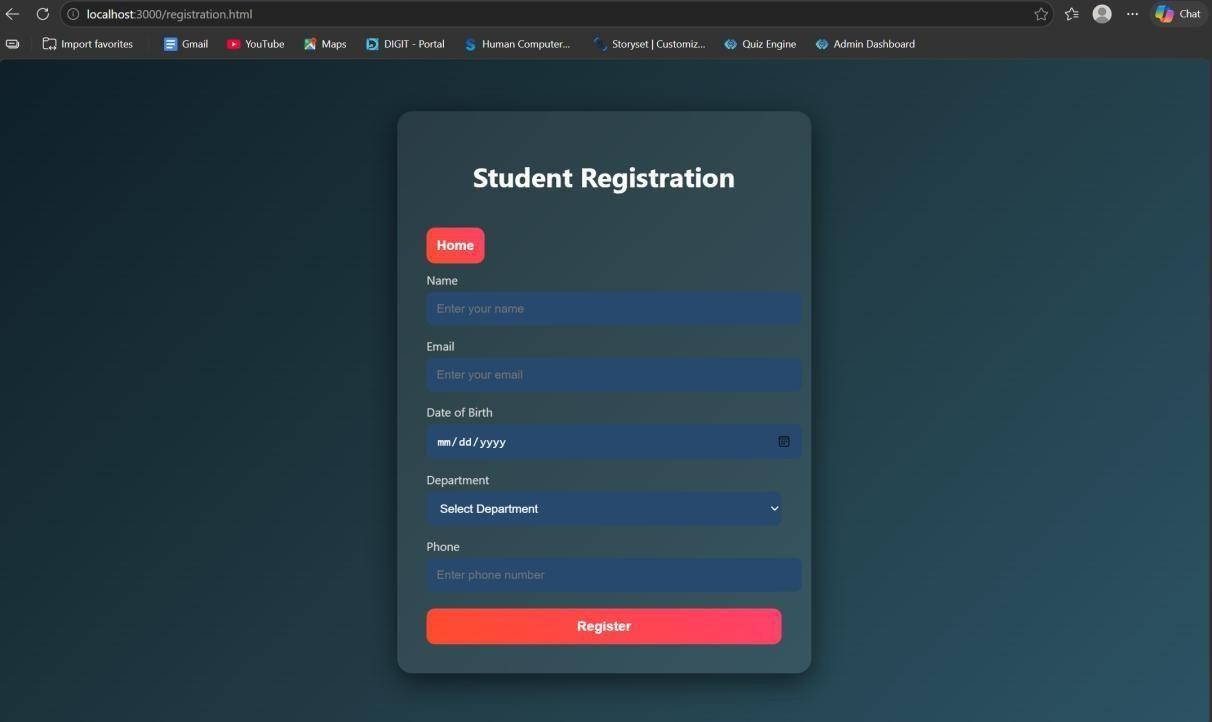 localhost:3000/registration.html
Chat
Import favorites
Gmail
YouTube
Maps
DIGIT - Portal
Human Computer...
Storyset | Customiz...
Quiz Engine
Admin Dashboard
Student Registration
Home
Name
Enter your name
Email
Enter your email
Date of Birth
mm/dd/yyyy
Department
Select Department
Phone
Enter phone number
Register